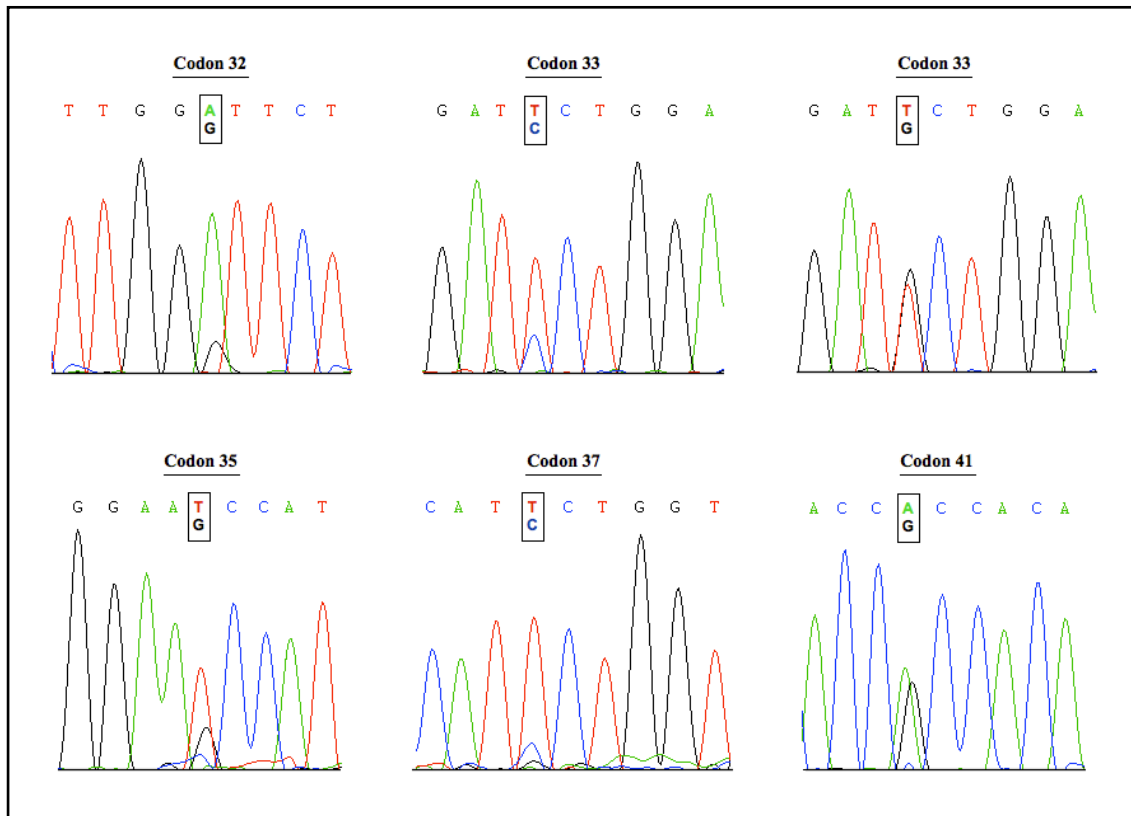 Codon 32 Codon 33 Codon 33
T T G G A T T C T G A T T C T G G A G A T T C T G G A
G C G
Codon 35 Codon 37 Codon 41
G G A A T C C A T C A T T C T G G T A C C A C C A C A
G C G